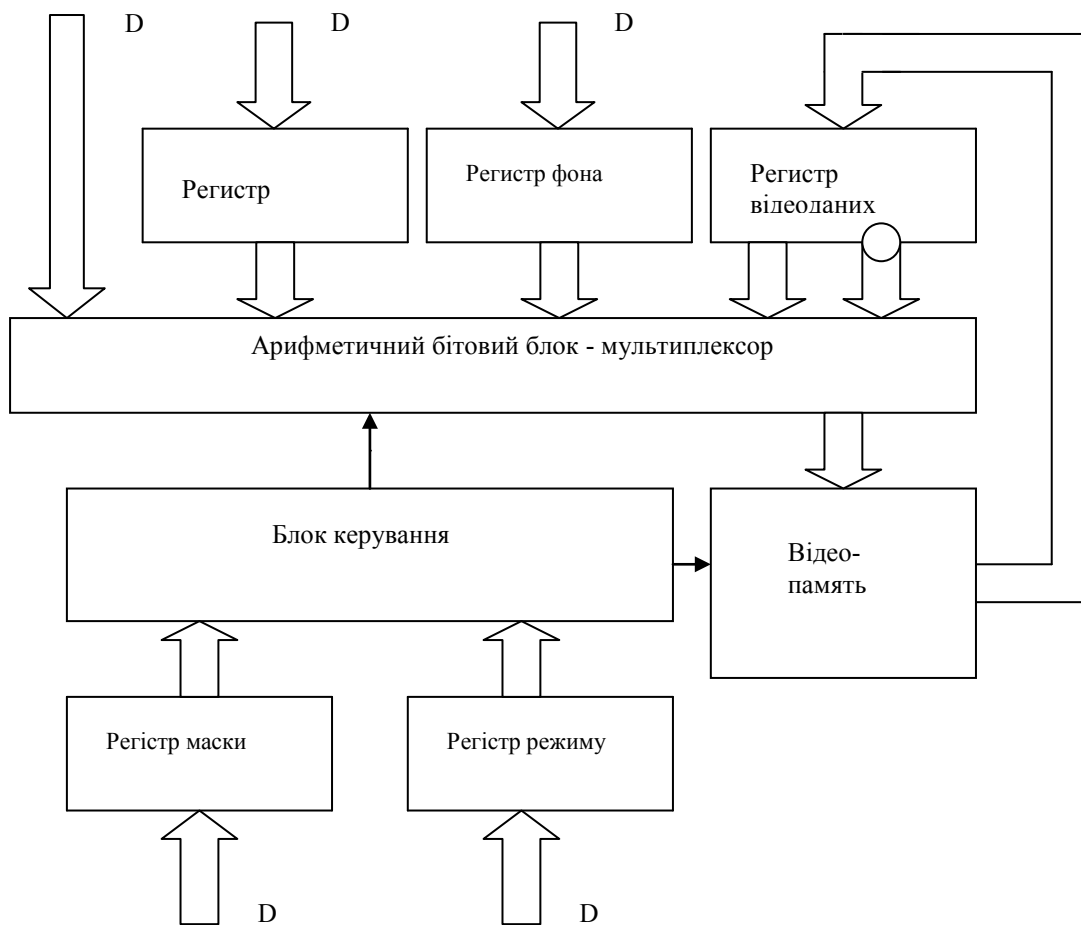 D
D
D
Регистр
Регистр фона
Регистр
відеоданих
Арифметичний бітовий блок - мультиплексор
Блок керування
Відео-
память
Регістр маски
Регістр режиму
D
D